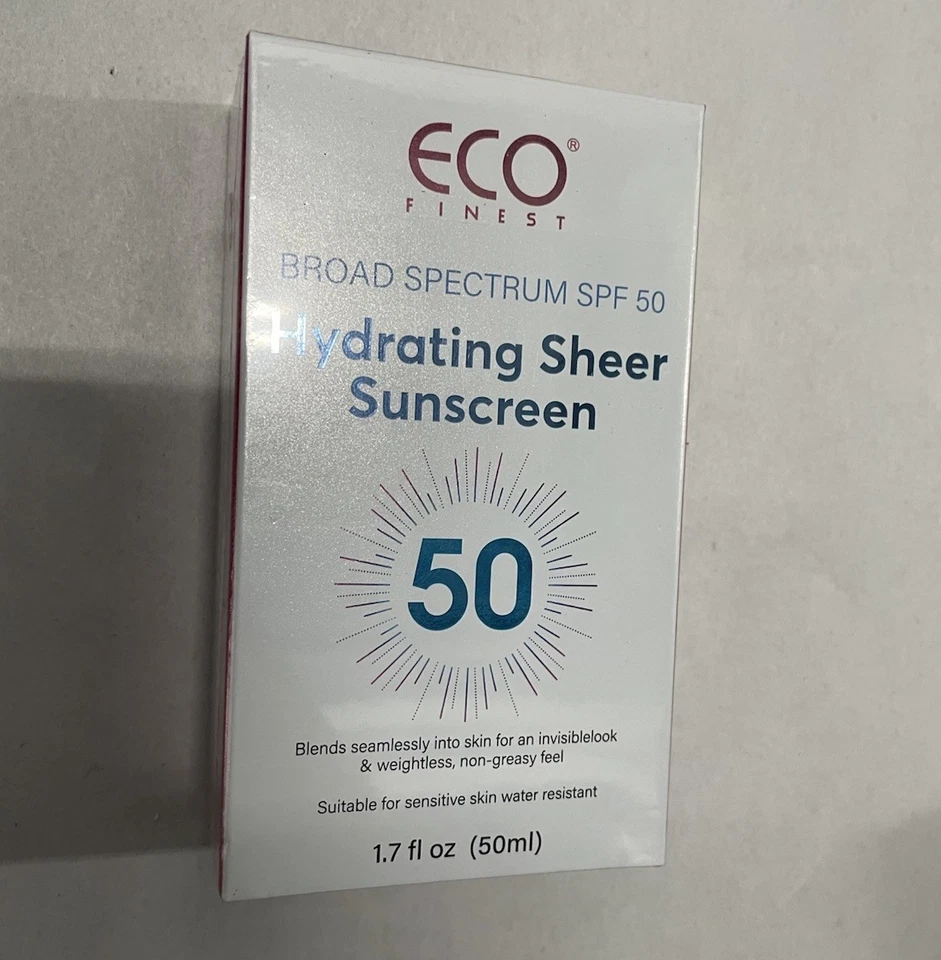 ECO®
FINEST
BROAD SPECTRUM SPF 50
Hydrating Sheer
Sunscreen
50
Blends seamlessly into skin for an invisiblelook
& weightless, non-greasy feel
Suitable for sensitive skin water resistant
1.7 fl oz (50ml)